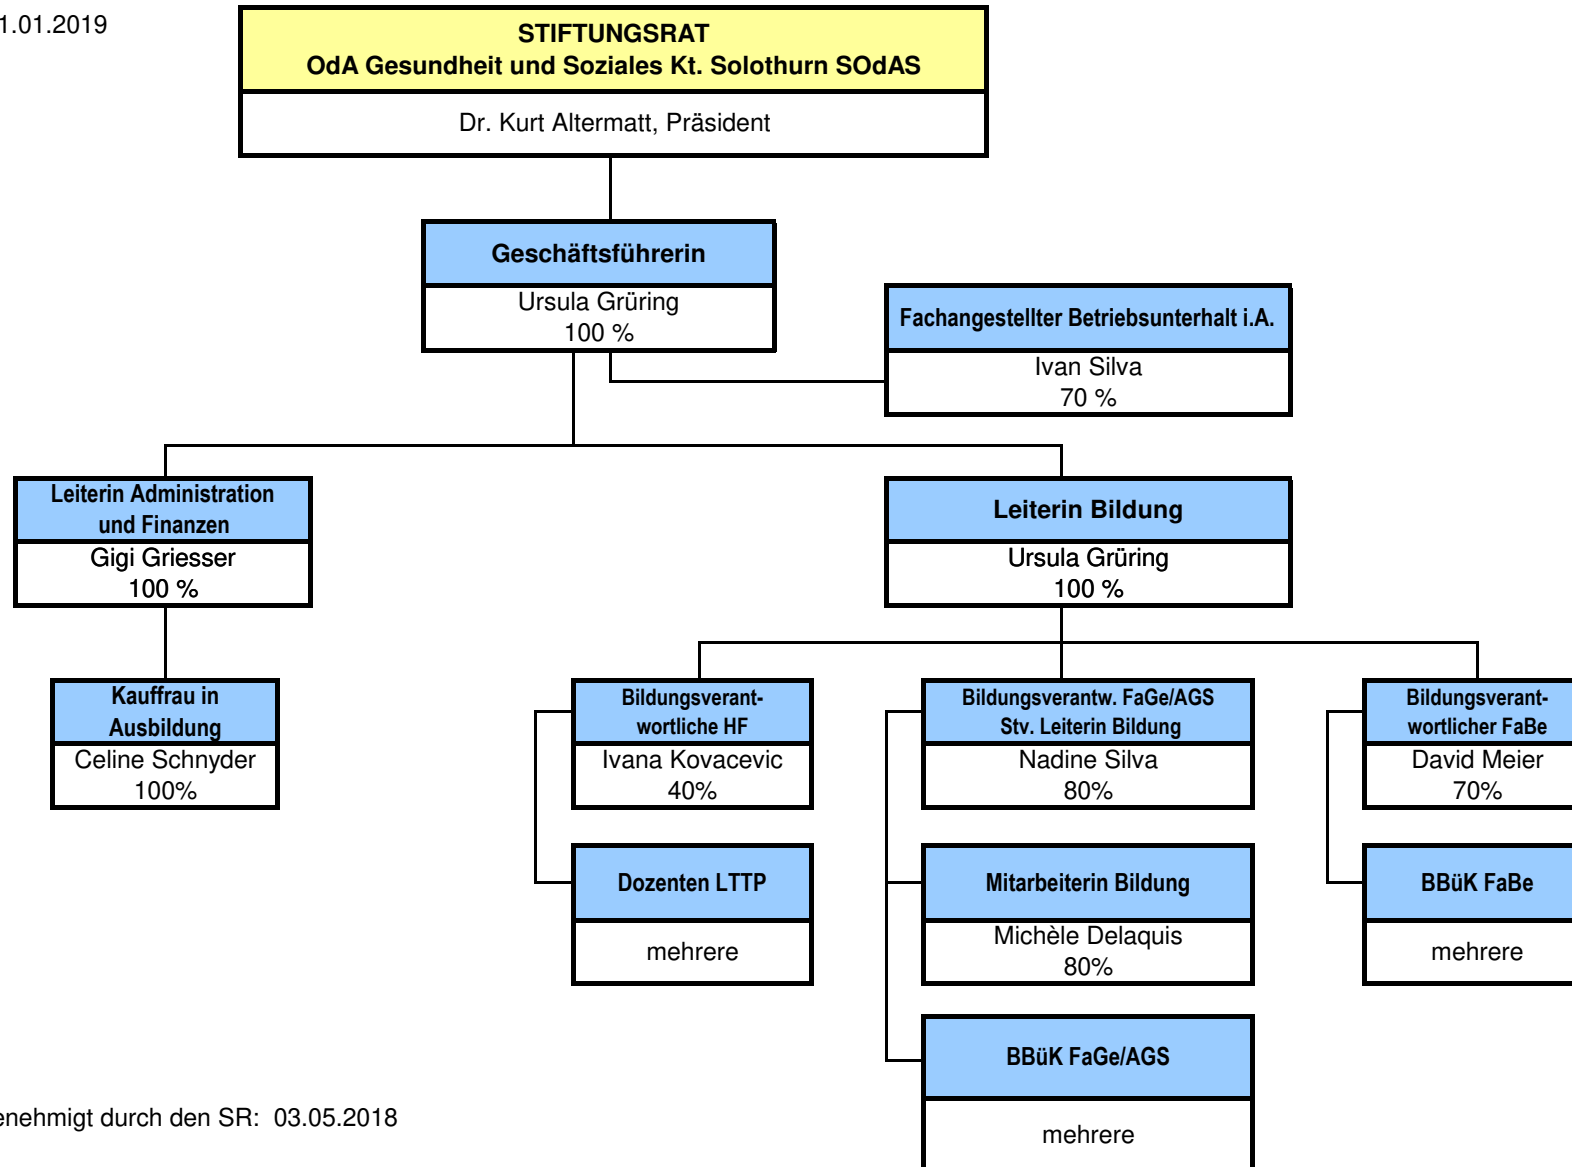 1.01.2019
STIFTUNGSRAT
OdA Gesundheit und Soziales Kt. Solothurn SOdAS
Dr. Kurt Altermatt, Präsident
Geschäftsführerin
Ursula Grüring
100 %
Fachangestellter Betriebsunterhalt i.A.
Ivan Silva
70 %
Leiterin Administration
und Finanzen
Gigi Griesser
100 %
Leiterin Bildung
Ursula Grüring
100 %
Kauffrau in
Ausbildung
Celine Schnyder
100%
Bildungsverant-
wortliche HF
Ivana Kovacevic
40%
Bildungsverantw. FaGe/AGS
Stv. Leiterin Bildung
Nadine Silva
80%
Bildungsverant-
wortlicher FaBe
David Meier
70%
Dozenten LTTP
mehrere
Mitarbeiterin Bildung
Michèle Delaquis
80%
BBüK FaBe
mehrere
BBüK FaGe/AGS
mehrere
enehmigt durch den SR: 03.05.2018